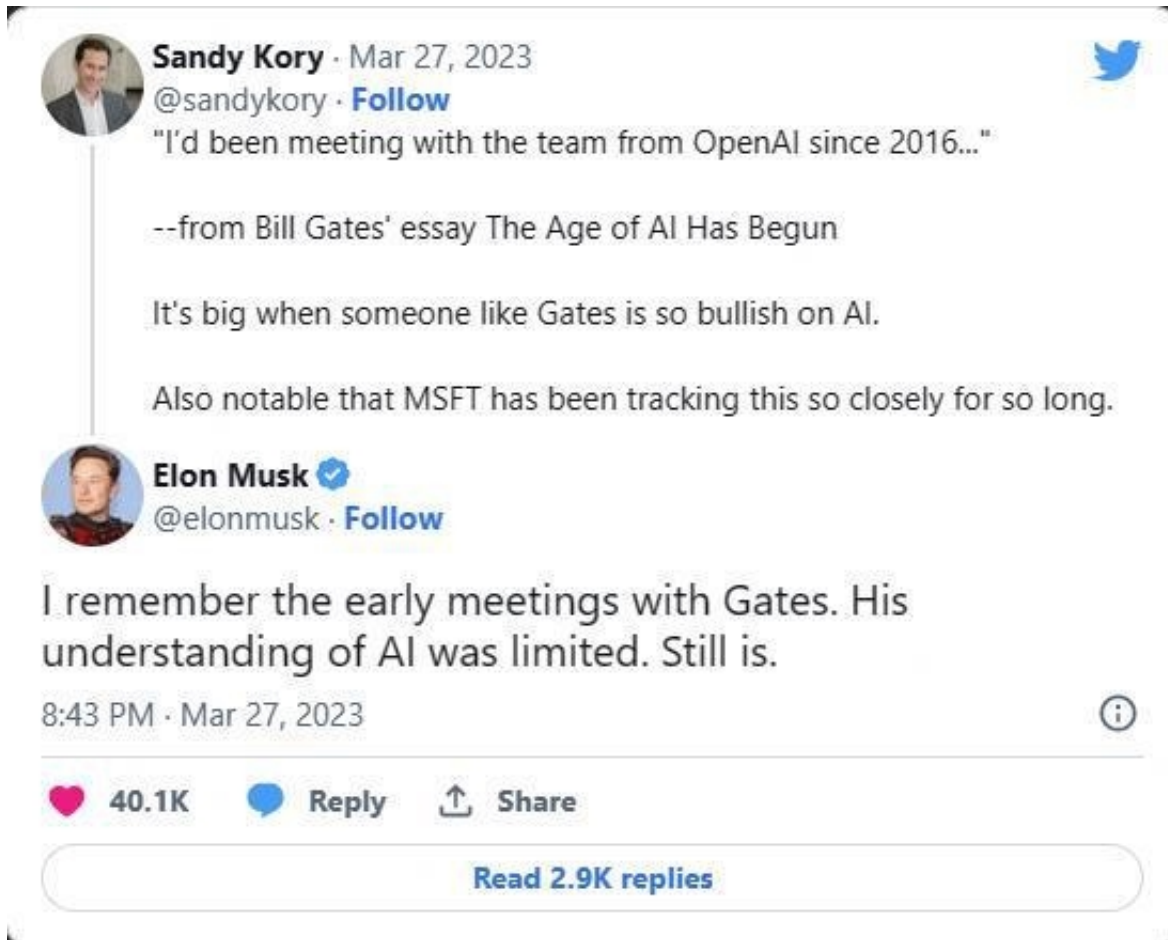 Sandy Kory · Mar 27, 2023
@sandykory · Follow
"I'd been meeting with the team from OpenAI since 2016..."
--from Bill Gates' essay The Age of AI Has Begun
It's big when someone like Gates is so bullish on AI.
Also notable that MSFT has been tracking this so closely for so long.
Elon Musk
@elonmusk · Follow
I remember the early meetings with Gates. His
understanding of AI was limited. Still is.
8:43 PM · Mar 27, 2023
40.1K Reply Share
Read 2.9K replies